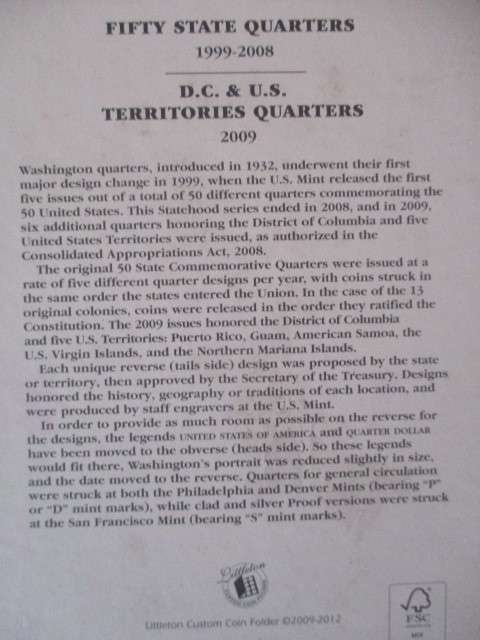 FIFTY STATE QUARTERS
1999-2008
D.C. & U.S.
TERRITORIES QUARTERS
2009
Washington quarters, introduced in 1932, underwent their first
major design change in 1999, when the U.S. Mint released the first
five issues out of a total of 50 different quarters commemorating the
50 United States. This Statehood series ended in 2008, and in 2009,
six additional quarters honoring the District of Columbia and five
United States Territories were issued, as authorized in the
Consolidated Appropriations Act, 2008.
The original 50 State Commemorative Quarters were issued at a
rate of five different quarter designs per year, with coins struck in
the same order the states entered the Union. In the case of the 13
original colonies, coins were released in the order they ratified the
Constitution. The 2009 issues honored the District of Columbia
and five U.S. Territories: Puerto Rico, Guam, American Samoa, the
U.S. Virgin Islands, and the Northern Mariana Islands.
Each unique reverse (tails side) design was proposed by the state
or territory, then approved by the Secretary of the Treasury. Designs
honored the history, geography or traditions of each location, and
were produced by staff engravers at the U.S. Mint.
In order to provide as much room as possible on the reverse for
the designs, the legends UNITED STATES OF AMERICA and QUARTER DOLLAR
have been moved to the obverse (heads side). So these legends
would fit there, Washington's portrait was reduced slightly in size,
and the date moved to the reverse. Quarters for general circulation
were struck at both the Philadelphia and Denver Mints (bearing "P"
or "D" mint marks), while clad and silver Proof versions were struck
at the San Francisco Mint (bearing "S" mint marks).
Littleton
Littleton Custom Coin Folder ©2009-2012
FSC
MIX